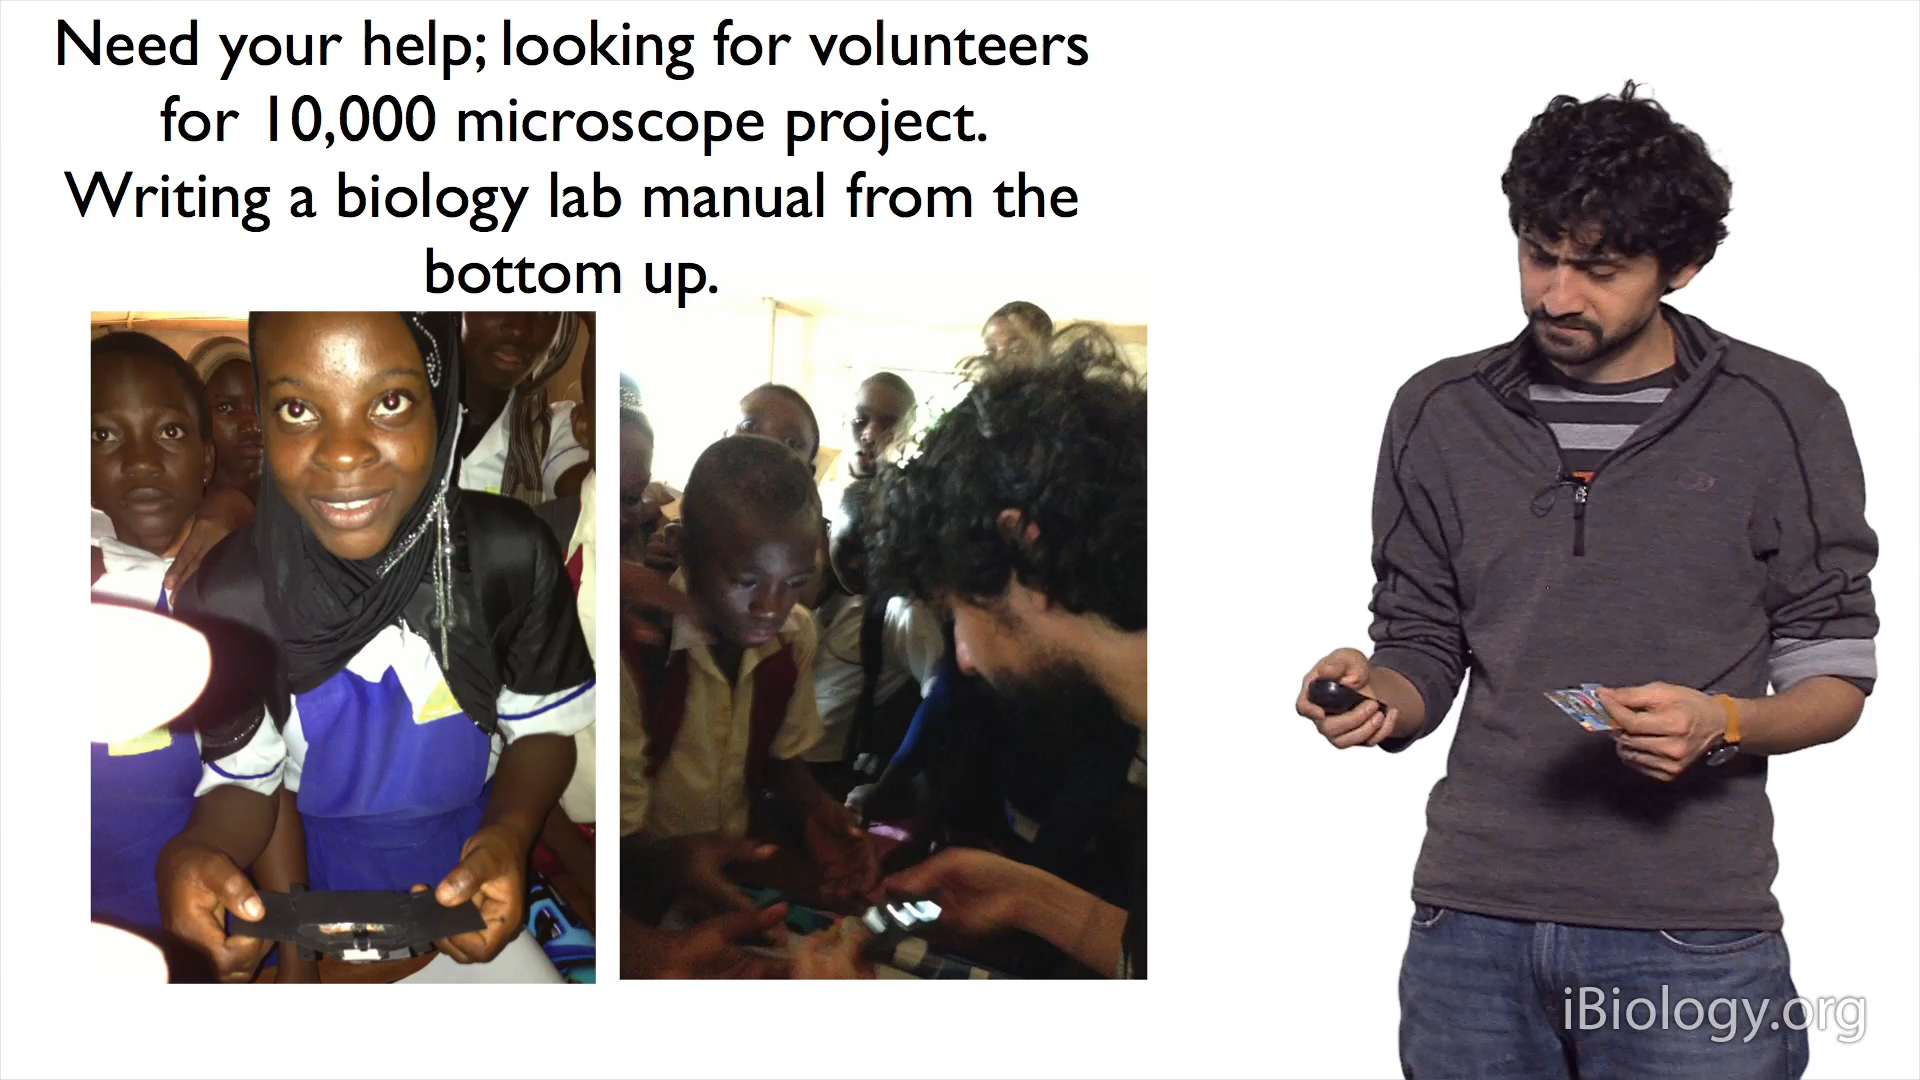 Need your help; looking for volunteers
for 10,000 microscope project.
Writing a biology lab manual from the
bottom up.
iBiology.org